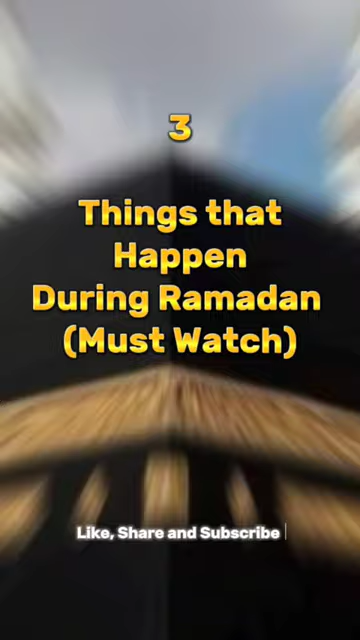 3
Things that
Happen
During Ramadan
(Must Watch)
Like, Share and Subscribe